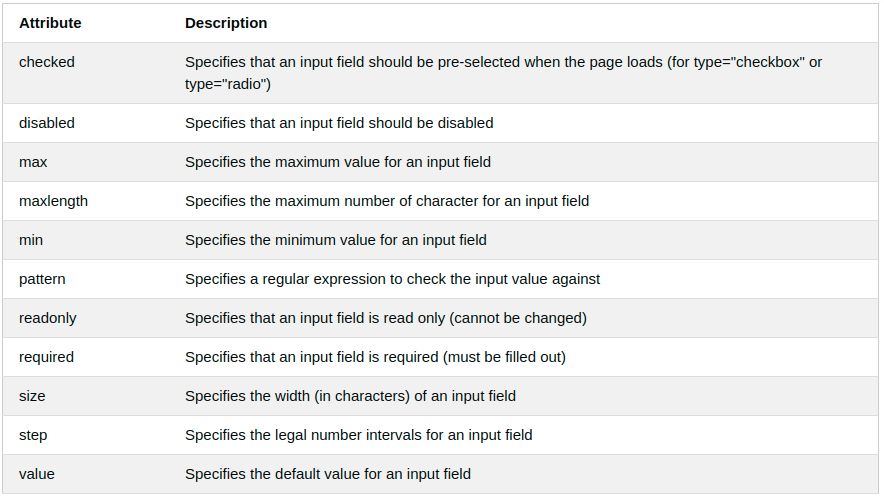 Attribute Description
checked Specifies that an input field should be pre-selected when the page loads (for type="checkbox" or
type="radio")
disabled Specifies that an input field should be disabled
max Specifies the maximum value for an input field
maxlength Specifies the maximum number of character for an input field
min Specifies the minimum value for an input field
pattern Specifies a regular expression to check the input value against
readonly Specifies that an input field is read only (cannot be changed)
required Specifies that an input field is required (must be filled out)
size Specifies the width (in characters) of an input field
step Specifies the legal number intervals for an input field
value Specifies the default value for an input field